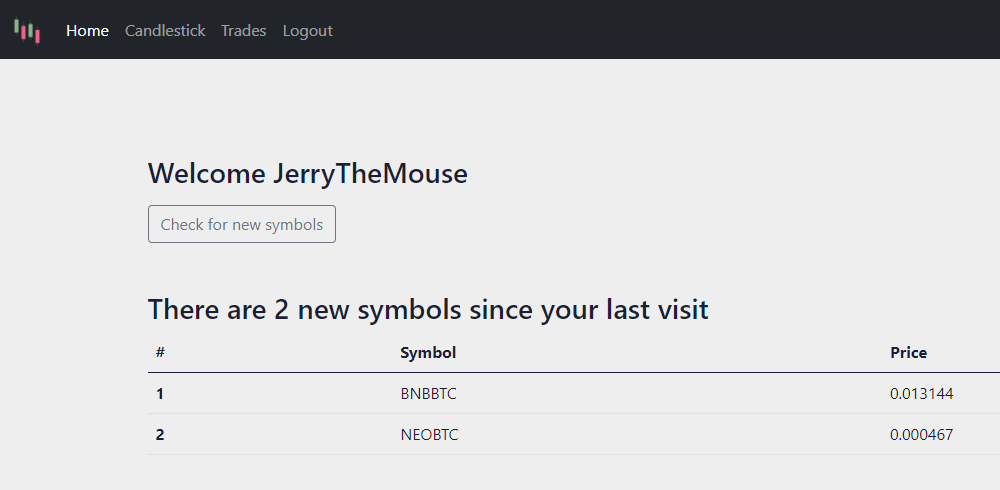 Home Candlestick Trades Logout
Welcome JerryTheMouse
Check for new symbols
There are 2 new symbols since your last visit
# Symbol Price
1 BNBBTC 0.013144
2 NEOBTC 0.000467